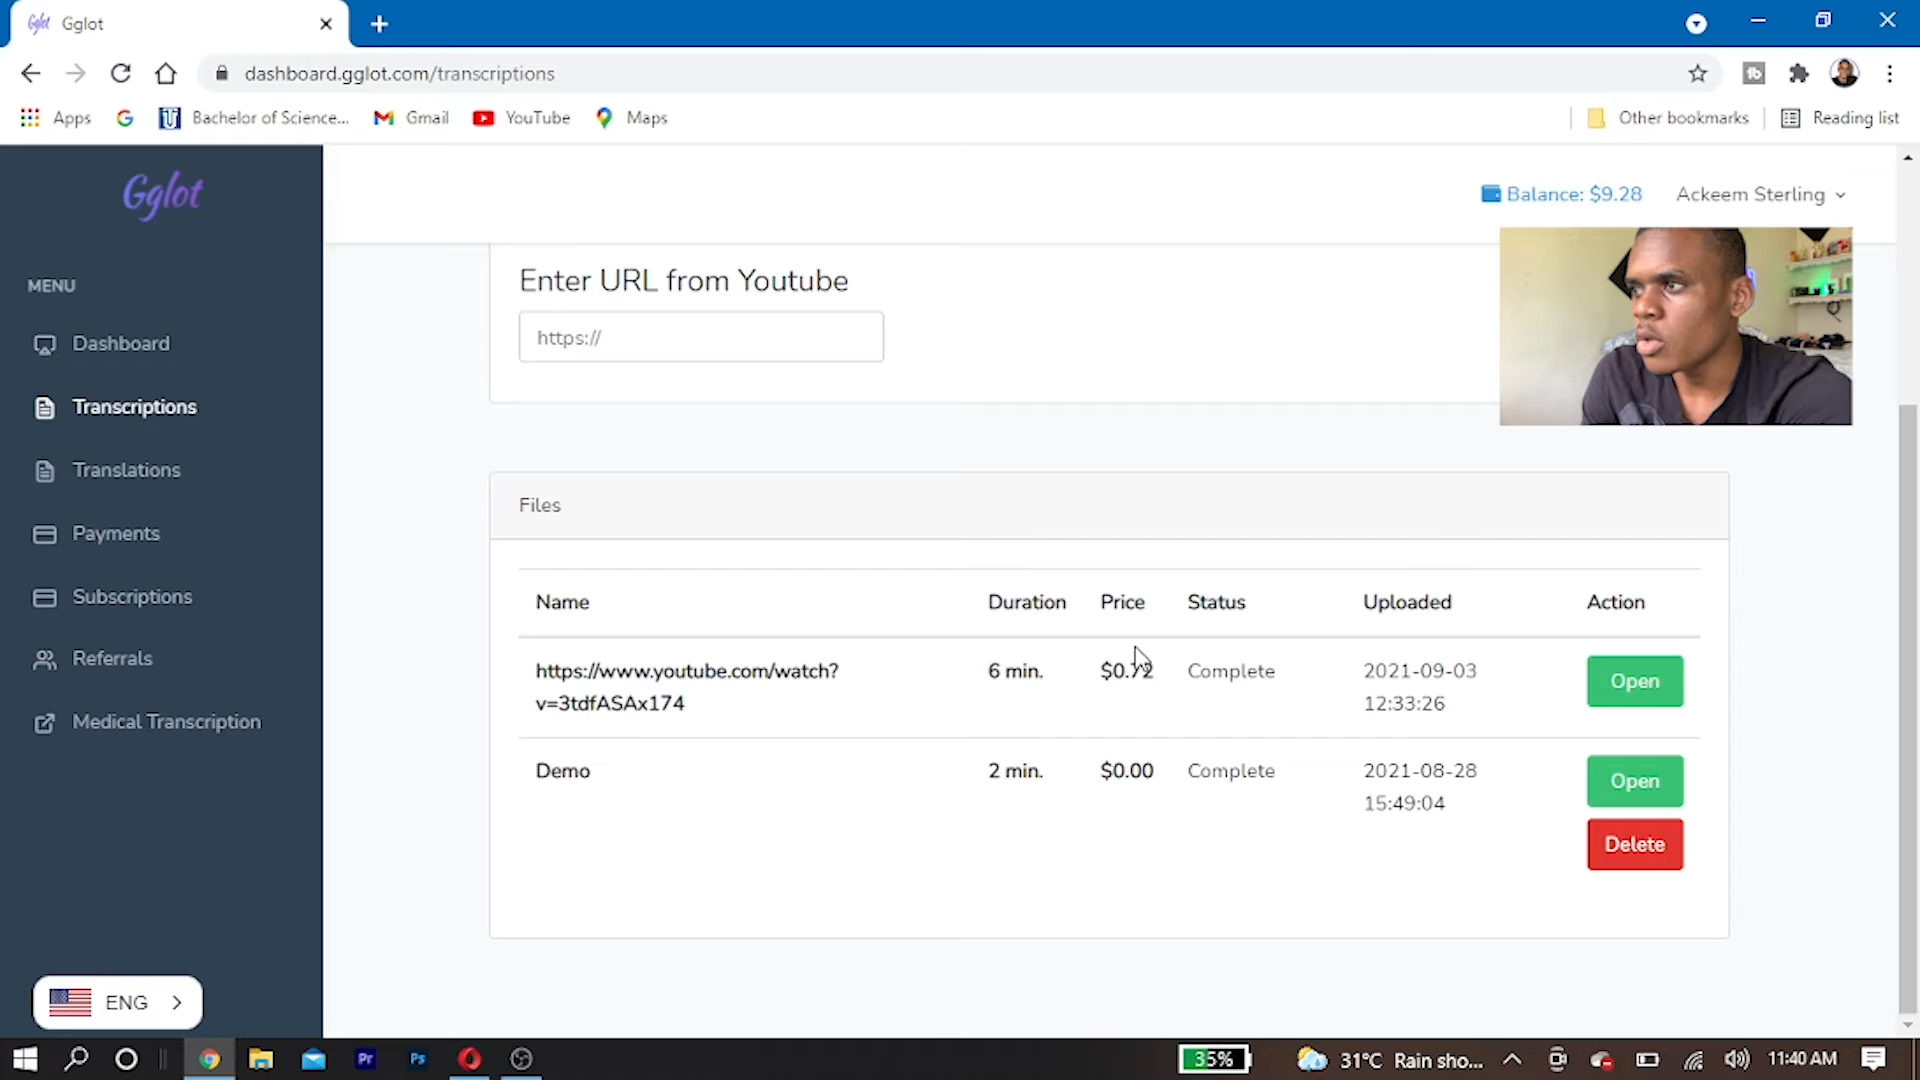 Gglot
dashboard.gglot.com/transcriptions
Apps
Bachelor of Science...
Gmail
YouTube
Maps
Other bookmarks
Reading list
Gglot
Balance: $9.28
Ackeem Sterling
MENU
Dashboard
Transcriptions
Translations
Payments
Subscriptions
Referrals
Medical Transcription
ENG
Enter URL from Youtube
https://
Files
Name Duration Price Status Uploaded Action
https://www.youtube.com/watch? 6 min. $0.72 Complete 2021-09-03 Open
v=3tdfASAx174 12:33:26
Demo 2 min. $0.00 Complete 2021-08-28 Open
15:49:04
Delete
Pr
Ps
35%
31°C Rain sho...
11:40 AM